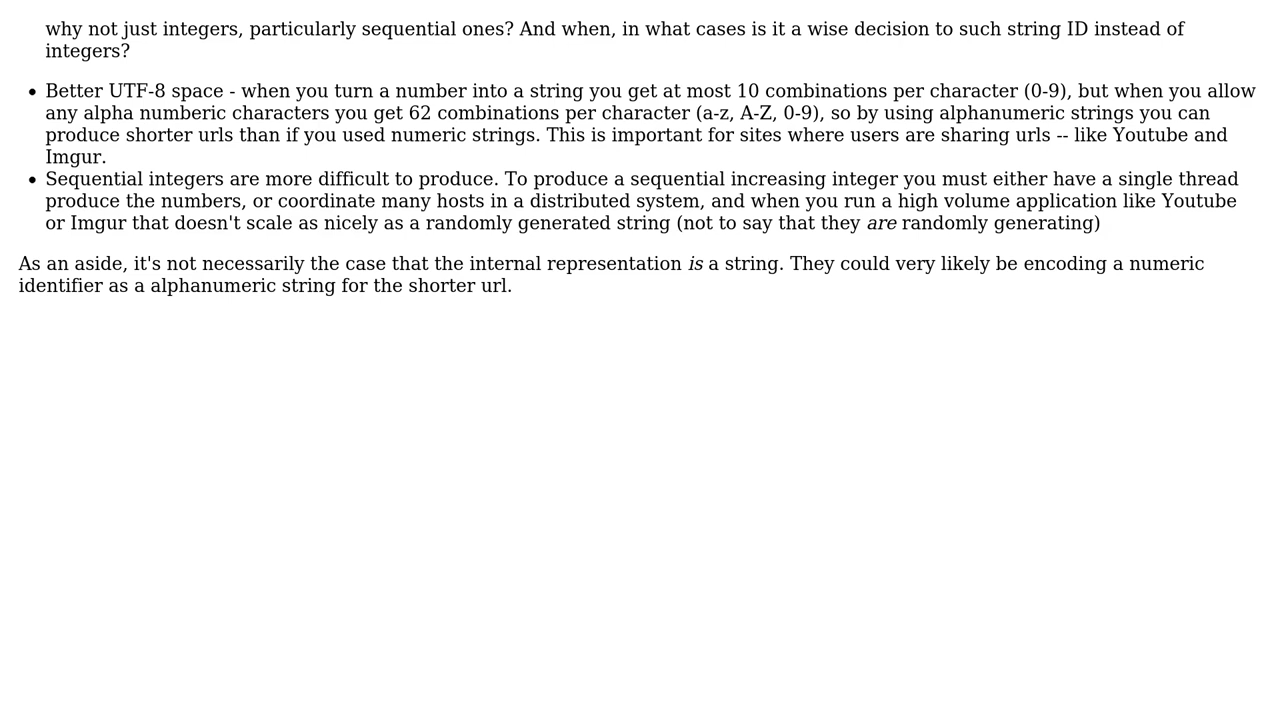 why not just integers, particularly sequential ones? And when, in what cases is it a wise decision to such string ID instead of
integers?
• Better UTF-8 space - when you turn a number into a string you get at most 10 combinations per character (0-9), but when you allow
any alpha numberic characters you get 62 combinations per character (a-z, A-Z, 0-9), so by using alphanumeric strings you can
produce shorter urls than if you used numeric strings. This is important for sites where users are sharing urls -- like Youtube and
Imgur.
• Sequential integers are more difficult to produce. To produce a sequential increasing integer you must either have a single thread
produce the numbers, or coordinate many hosts in a distributed system, and when you run a high volume application like Youtube
or Imgur that doesn't scale as nicely as a randomly generated string (not to say that they are randomly generating)
As an aside, it's not necessarily the case that the internal representation is a string. They could very likely be encoding a numeric
identifier as a alphanumeric string for the shorter url.